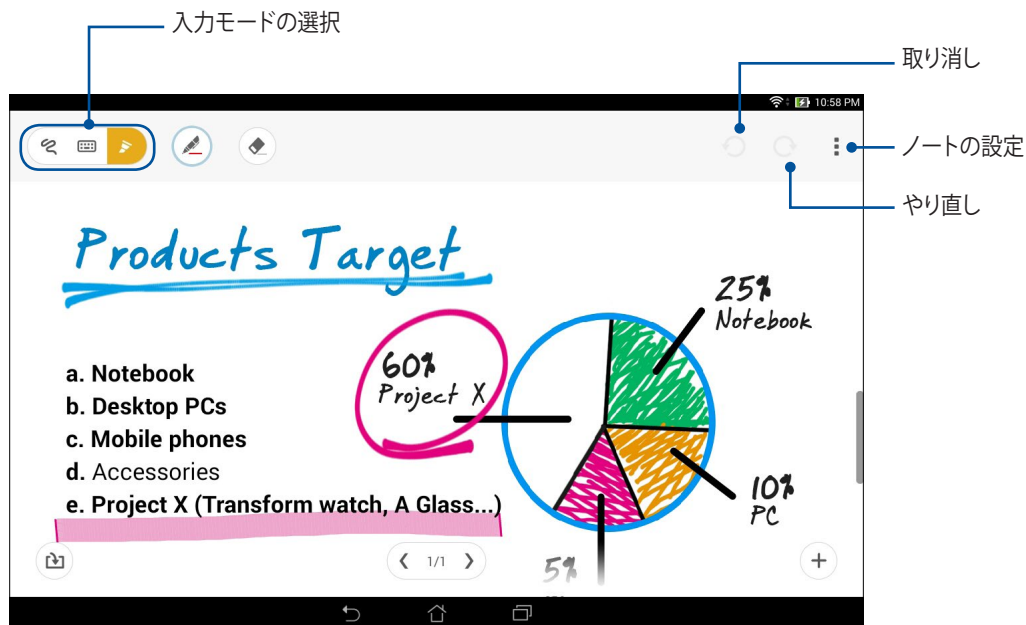 入力モードの選択
取り消し
10:58 PM
ノートの設定
やり直し
Products Target
25%
Notebook
60%
Project X
a. Notebook
b. Desktop PCs
c. Mobile phones
d. Accessories
e. Project X (Transform watch, A Glass...)
10%
PC
1/1
5%